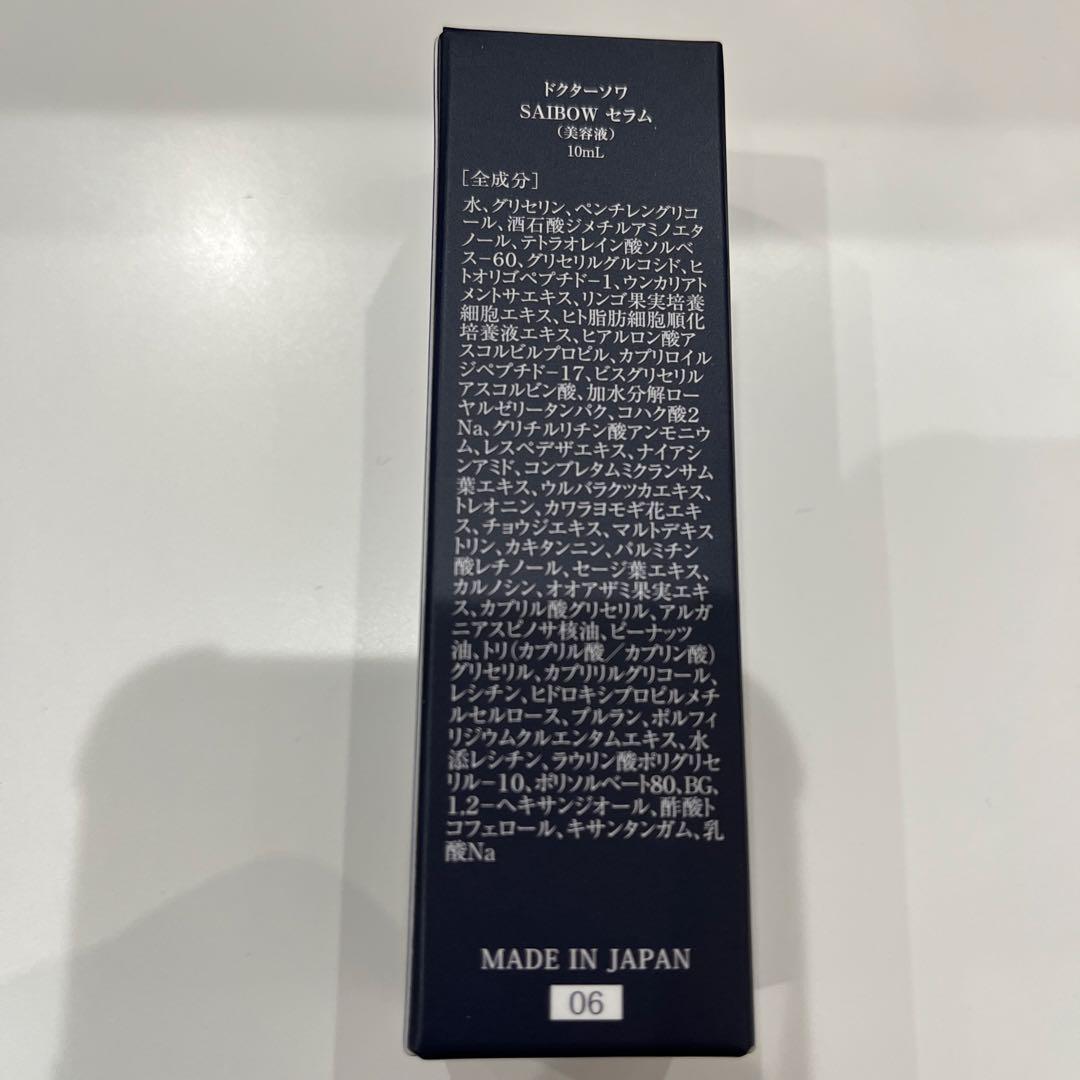 ドクターソワ
SAIBOW セラム
(美容液)
10mL
[全成分]
水、グリセリン、ペンチレングリコ
ール、酒石酸ジメチルアミノエタ
ノール、テトラオレイン酸ソルベ
ス-60、グリセリルグルコシド、ヒ
トオリゴペプチド-1、ウンカリアト
メントサエキス、リンゴ果実培養
細胞エキス、ヒト脂肪細胞順化
培養液エキス、ヒアルロン酸ア
スコルビルプロピル、カプリロイル
ジペプチド-17、ビスグリセリル
アスコルビン酸、加水分解ロー
ヤルゼリータンパク、コハク酸2
Na、グリチルリチン酸アンモニウ
ム、レスペデザエキス、ナイアシ
ンアミド、コンブレタムミクランサム
葉エキス、ウルバラクツカエキス、
トレオニン、カワラヨモギ花エキ
ス、チョウジエキス、マルトデキス
トリン、カキタンニン、パルミチン
酸レチノール、セージ葉エキス、
カルノシン、オオアザミ果実エキ
ス、カプリル酸グリセリル、アルガ
ニアスピノサ核油、ピーナッツ
油、トリ(カプリル酸/カプリン酸)
グリセリル、カプリリルグリコール、
レシチン、ヒドロキシプロピルメチ
ルセルロース、プルラン、ポルフィ
リジウムクルエンタムエキス、水
添レシチン、ラウリン酸ポリグリセ
リル-10、ポリソルベート80、BG、
1,2-ヘキサンジオール、酢酸ト
コフェロール、キサンタンガム、乳
酸Na
MADE IN JAPAN
06